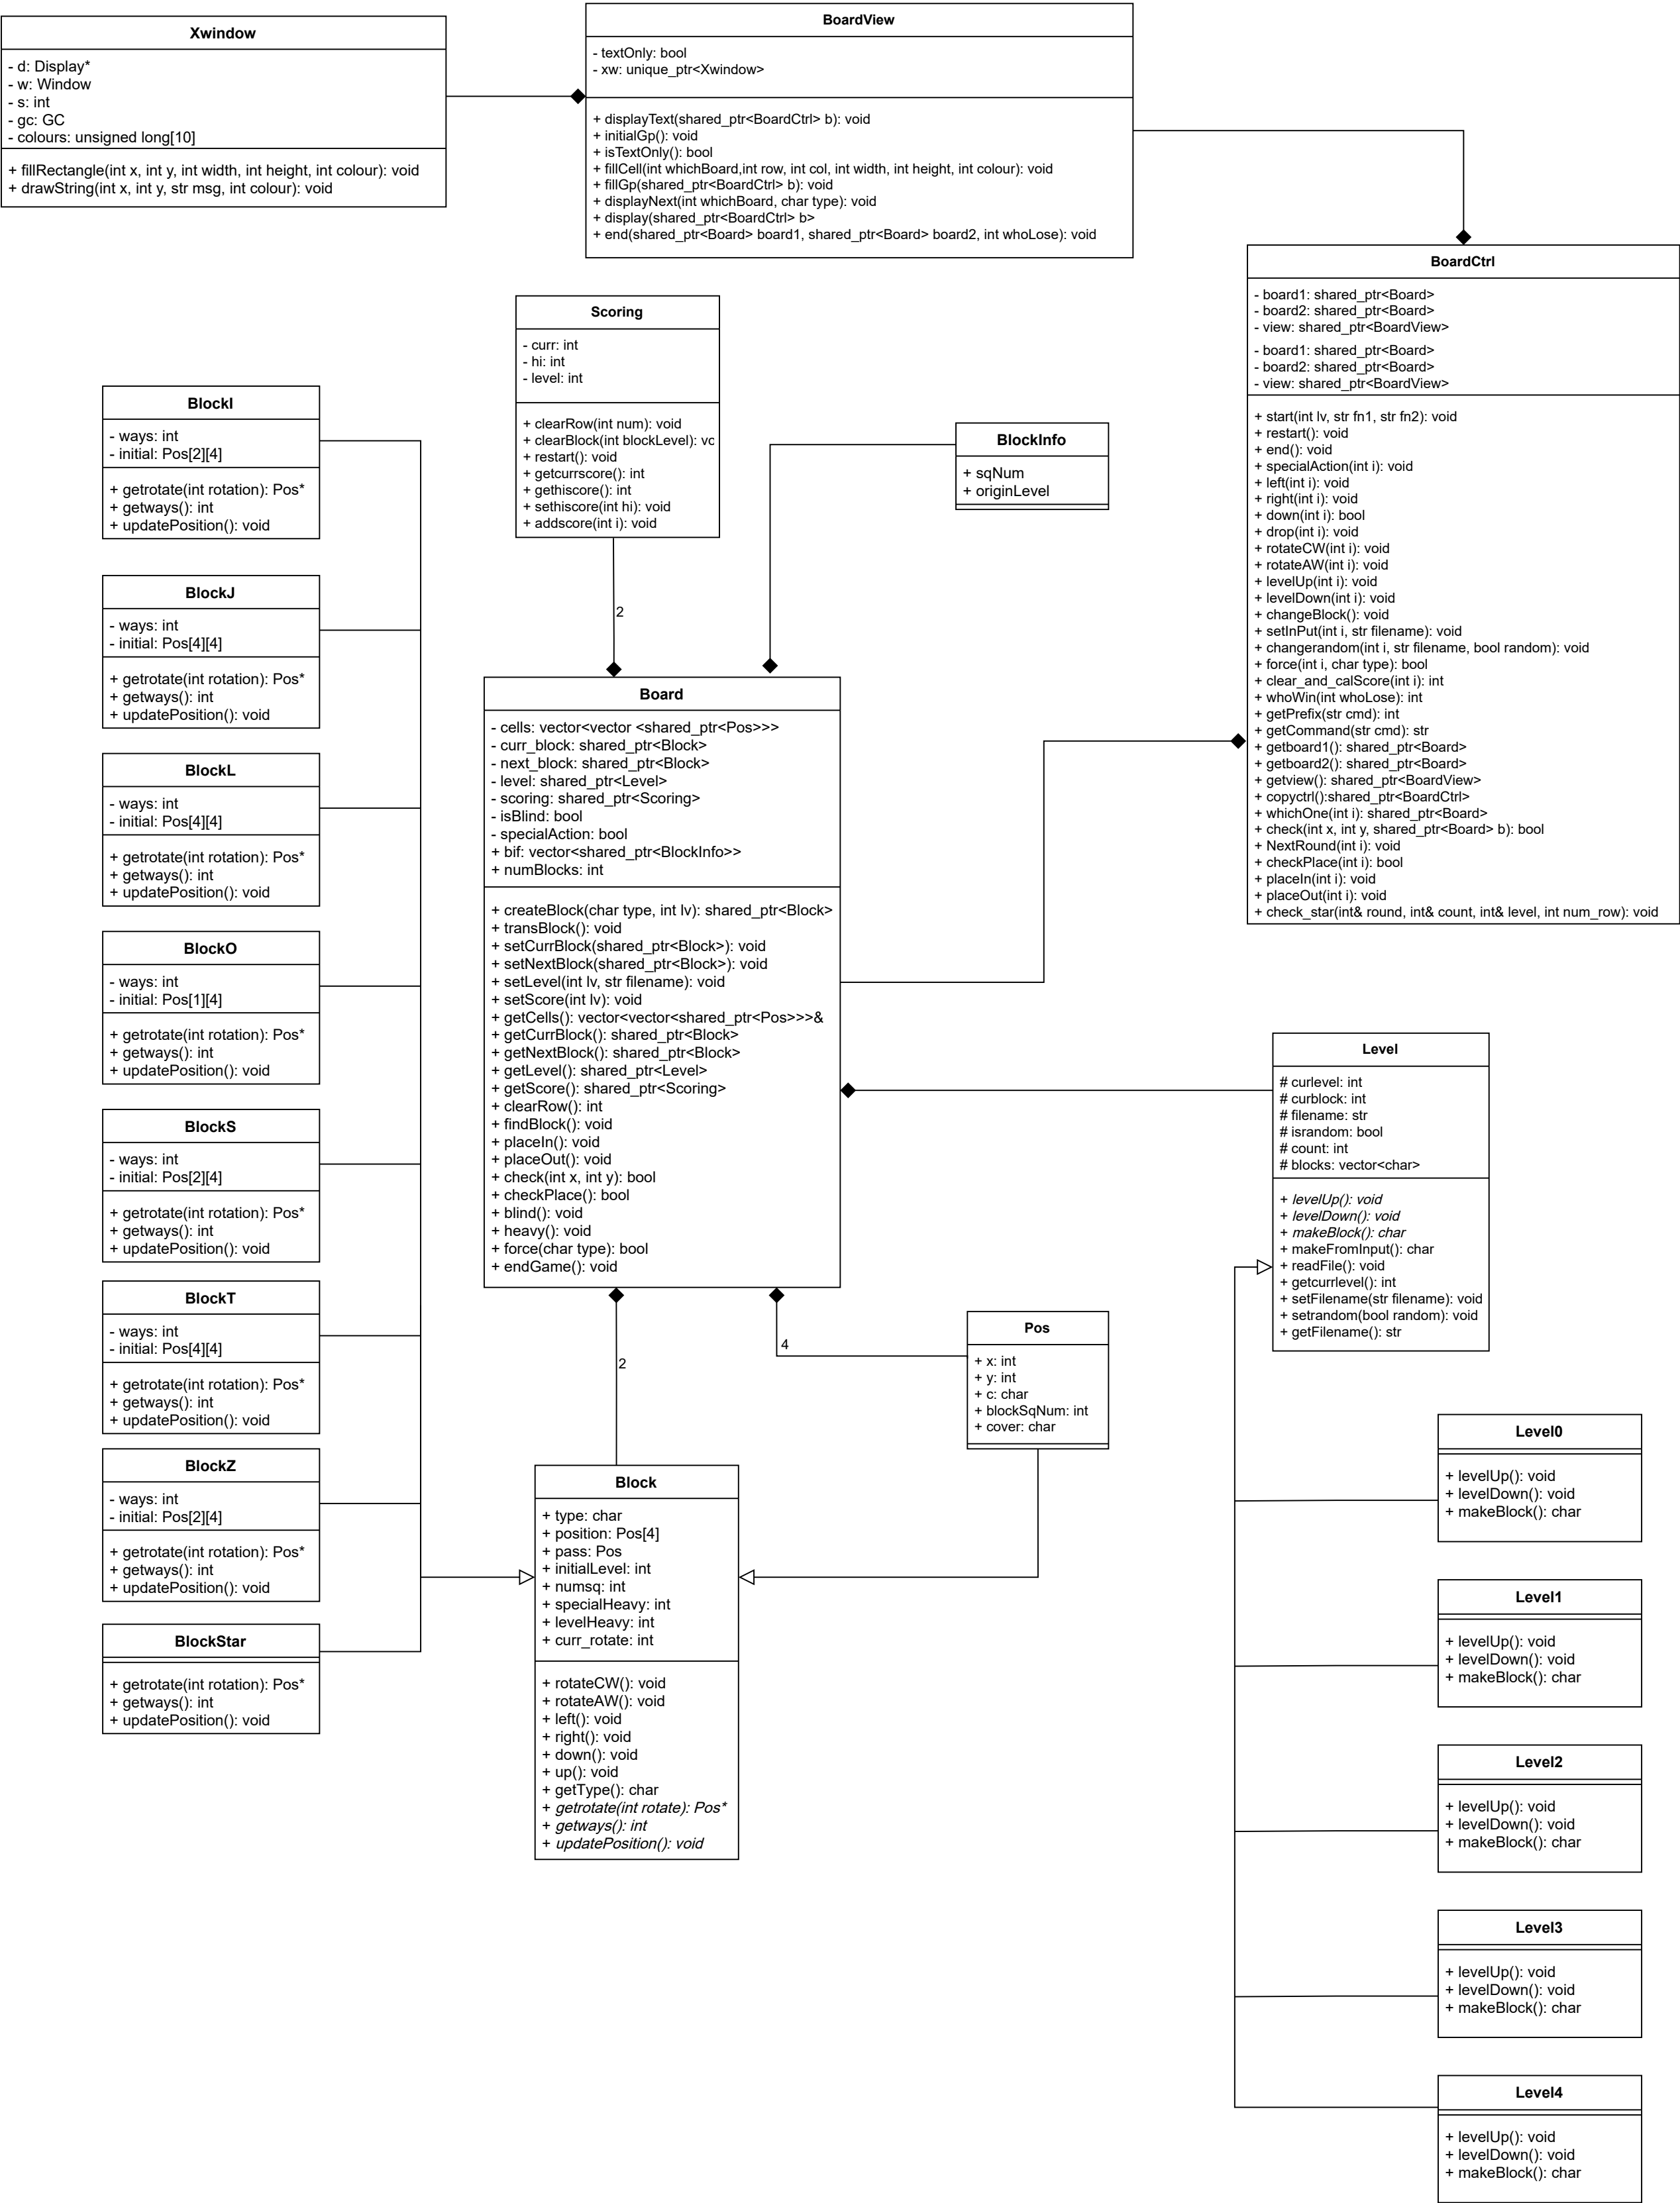 Xwindow
- d: Display*
- w: Window
- s: int
- gc: GC
- colours: unsigned long[10]
+ fillRectangle(int x, int y, int width, int height, int colour): void
+ drawString(int x, int y, str msg, int colour): void
BoardView
- textOnly: bool
- xw: unique_ptr<Xwindow>
+ displayText(shared_ptr<BoardCtrl> b): void
+ initialGp(): void
+ isTextOnly(): bool
+ fillCell(int whichBoard,int row, int col, int width, int height, int colour): void
+ fillGp(shared_ptr<BoardCtrl> b): void
+ displayNext(int whichBoard, char type): void
+ display(shared_ptr<BoardCtrl> b>
+ end(shared_ptr<Board> board1, shared_ptr<Board> board2, int whoLose): void
BoardCtrl
- board1: shared_ptr<Board>
- board2: shared_ptr<Board>
- view: shared_ptr<BoardView>
- board1: shared_ptr<Board>
- board2: shared_ptr<Board>
- view: shared_ptr<BoardView>
+ start(int lv, str fn1, str fn2): void
+ restart(): void
+ end(): void
+ specialAction(int i): void
+ left(int i): void
+ right(int i): void
+ down(int i): bool
+ drop(int i): void
+ rotateCW(int i): void
+ rotateAW(int i): void
+ levelUp(int i): void
+ levelDown(int i): void
+ changeBlock(): void
+ setInPut(int i, str filename): void
+ changerandom(int i, str filename, bool random): void
+ force(int i, char type): bool
+ clear_and_calScore(int i): int
+ whoWin(int whoLose): int
+ getPrefix(str cmd): int
+ getCommand(str cmd): str
+ getboard1(): shared_ptr<Board>
+ getboard2(): shared_ptr<Board>
+ getview(): shared_ptr<BoardView>
+ copyctrl():shared_ptr<BoardCtrl>
+ whichOne(int i): shared_ptr<Board>
+ check(int x, int y, shared_ptr<Board> b): bool
+ NextRound(int i): void
+ checkPlace(int i): bool
+ placeIn(int i): void
+ placeOut(int i): void
+ check_star(int& round, int& count, int& level, int num_row): void
Scoring
- curr: int
- hi: int
- level: int
+ clearRow(int num): void
+ clearBlock(int blockLevel): vc
+ restart(): void
+ getcurrscore(): int
+ gethiscore(): int
+ sethiscore(int hi): void
+ addscore(int i): void
2
BlockInfo
+ sqNum
+ originLevel
BlockI
- ways: int
- initial: Pos[2][4]
+ getrotate(int rotation): Pos*
+ getways(): int
+ updatePosition(): void
BlockJ
- ways: int
- initial: Pos[4][4]
+ getrotate(int rotation): Pos*
+ getways(): int
+ updatePosition(): void
BlockL
- ways: int
- initial: Pos[4][4]
+ getrotate(int rotation): Pos*
+ getways(): int
+ updatePosition(): void
BlockO
- ways: int
- initial: Pos[1][4]
+ getrotate(int rotation): Pos*
+ getways(): int
+ updatePosition(): void
BlockS
- ways: int
- initial: Pos[2][4]
+ getrotate(int rotation): Pos*
+ getways(): int
+ updatePosition(): void
BlockT
- ways: int
- initial: Pos[4][4]
+ getrotate(int rotation): Pos*
+ getways(): int
+ updatePosition(): void
BlockZ
- ways: int
- initial: Pos[2][4]
+ getrotate(int rotation): Pos*
+ getways(): int
+ updatePosition(): void
BlockStar
+ getrotate(int rotation): Pos*
+ getways(): int
+ updatePosition(): void
Board
- cells: vector<vector <shared_ptr<Pos>>>
- curr_block: shared_ptr<Block>
- next_block: shared_ptr<Block>
- level: shared_ptr<Level>
- scoring: shared_ptr<Scoring>
- isBlind: bool
- specialAction: bool
+ bif: vector<shared_ptr<BlockInfo>>
+ numBlocks: int
+ createBlock(char type, int lv): shared_ptr<Block>
+ transBlock(): void
+ setCurrBlock(shared_ptr<Block>): void
+ setNextBlock(shared_ptr<Block>): void
+ setLevel(int lv, str filename): void
+ setScore(int lv): void
+ getCells(): vector<vector<shared_ptr<Pos>>>&
+ getCurrBlock(): shared_ptr<Block>
+ getNextBlock(): shared_ptr<Block>
+ getLevel(): shared_ptr<Level>
+ getScore(): shared_ptr<Scoring>
+ clearRow(): int
+ findBlock(): void
+ placeIn(): void
+ placeOut(): void
+ check(int x, int y): bool
+ checkPlace(): bool
+ blind(): void
+ heavy(): void
+ force(char type): bool
+ endGame(): void
2
4
Pos
+ x: int
+ y: int
+ c: char
+ blockSqNum: int
+ cover: char
Block
+ type: char
+ position: Pos[4]
+ pass: Pos
+ initialLevel: int
+ numsq: int
+ specialHeavy: int
+ levelHeavy: int
+ curr_rotate: int
+ rotateCW(): void
+ rotateAW(): void
+ left(): void
+ right(): void
+ down(): void
+ up(): void
+ getType(): char
+ getrotate(int rotate): Pos*
+ getways(): int
+ updatePosition(): void
Level
# curlevel: int
# curblock: int
# filename: str
# israndom: bool
# count: int
# blocks: vector<char>
+ levelUp(): void
+ levelDown(): void
+ makeBlock(): char
+ makeFromInput(): char
+ readFile(): void
+ getcurrlevel(): int
+ setFilename(str filename): void
+ setrandom(bool random): void
+ getFilename(): str
Level0
+ levelUp(): void
+ levelDown(): void
+ makeBlock(): char
Level1
+ levelUp(): void
+ levelDown(): void
+ makeBlock(): char
Level2
+ levelUp(): void
+ levelDown(): void
+ makeBlock(): char
Level3
+ levelUp(): void
+ levelDown(): void
+ makeBlock(): char
Level4
+ levelUp(): void
+ levelDown(): void
+ makeBlock(): char